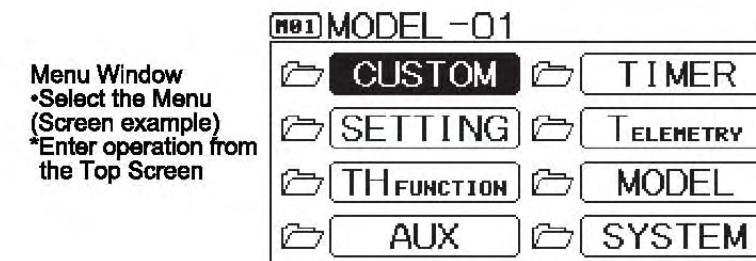 M01 MODEL-01
Menu Window
•Select the Menu
(Screen example)
*Enter operation from
the Top Screen
CUSTOM TIMER
SETTING TELEMETRY
TH FUNCTION MODEL
AUX SYSTEM